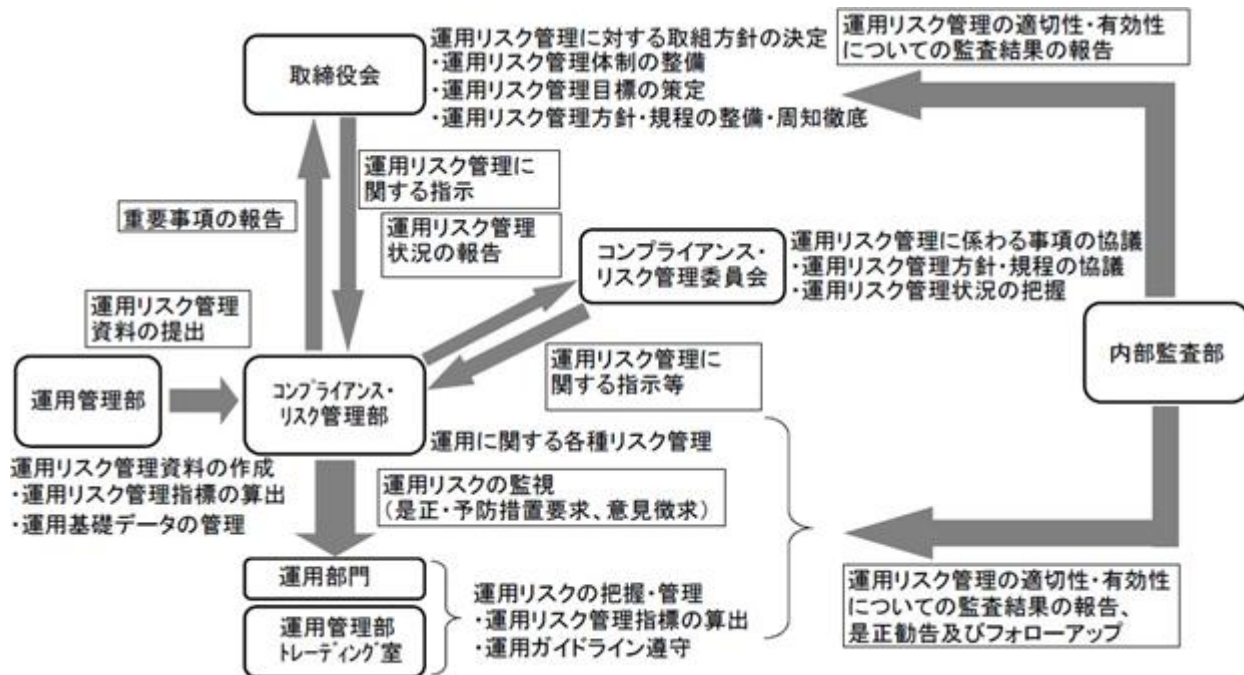 運用リスク管理に対する取組方針の決定
・運用リスク管理体制の整備
・運用リスク管理目標の策定
・運用リスク管理方針・規程の整備・周知徹底
取締役会
運用リスク管理の適切性・有効性
についての監査結果の報告
運用リスク管理に
関する指示
重要事項の報告
運用リスク管理
状況の報告
コンプライアンス・
リスク管理委員会
運用リスク管理に係わる事項の協議
・運用リスク管理方針・規程の協議
・運用リスク管理状況の把握
運用リスク管理
資料の提出
内部監査部
運用管理部
コンプライアンス・
リスク管理部
運用リスク管理に
関する指示等
運用に関する各種リスク管理
運用リスク管理資料の作成
・運用リスク管理指標の算出
・運用基礎データの管理
運用リスクの監視
(是正・予防措置要求、意見徴求)
運用部門
運用管理部
トレーディング室
運用リスクの把握・管理
・運用リスク管理指標の算出
・運用ガイドライン遵守
運用リスク管理の適切性・有効性
についての監査結果の報告、
是正勧告及びフォローアップ